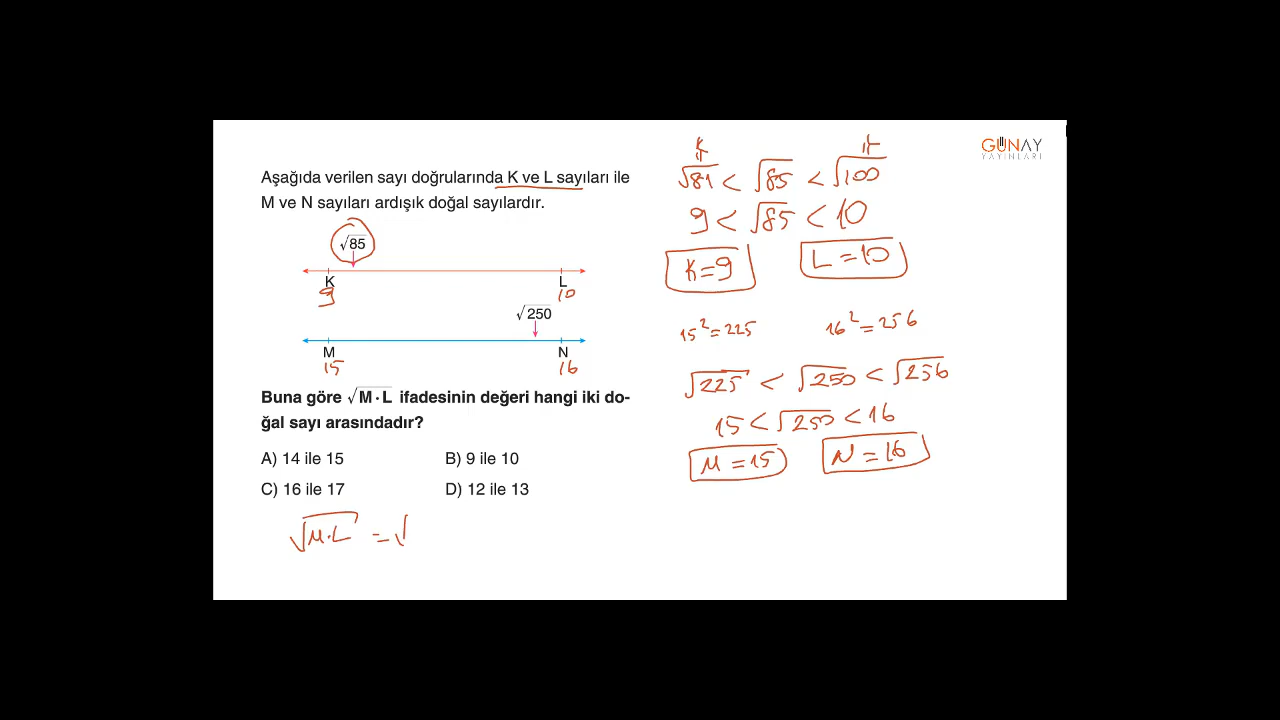 GÜNAY
YAYINLARI
Aşağıda verilen sayı doğrularında K ve L sayıları ile
M ve N sayıları ardışık doğal sayılardır.
√85
K L
9 10
√250
M N
15 16
Buna göre √M·L ifadesinin değeri hangi iki do-
ğal sayı arasındadır?
A) 14 ile 15 B) 9 ile 10
C) 16 ile 17 D) 12 ile 13
√M·L = √
K
√81 < √85 < √100
9 < √85 < 10
K=9 L=10
15²=225 16²=256
√225 < √250 < √256
15 < √250 < 16
M=15 N=16